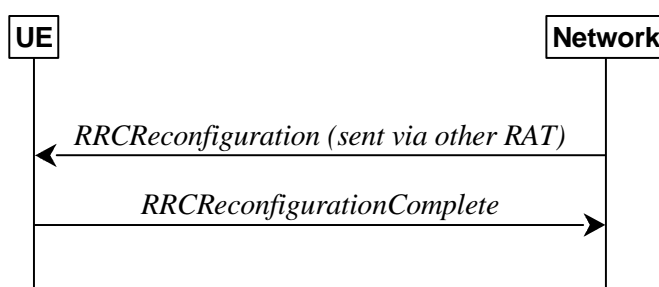 UE
Network
RRCReconfiguration (sent via other RAT)
RRCReconfigurationComplete